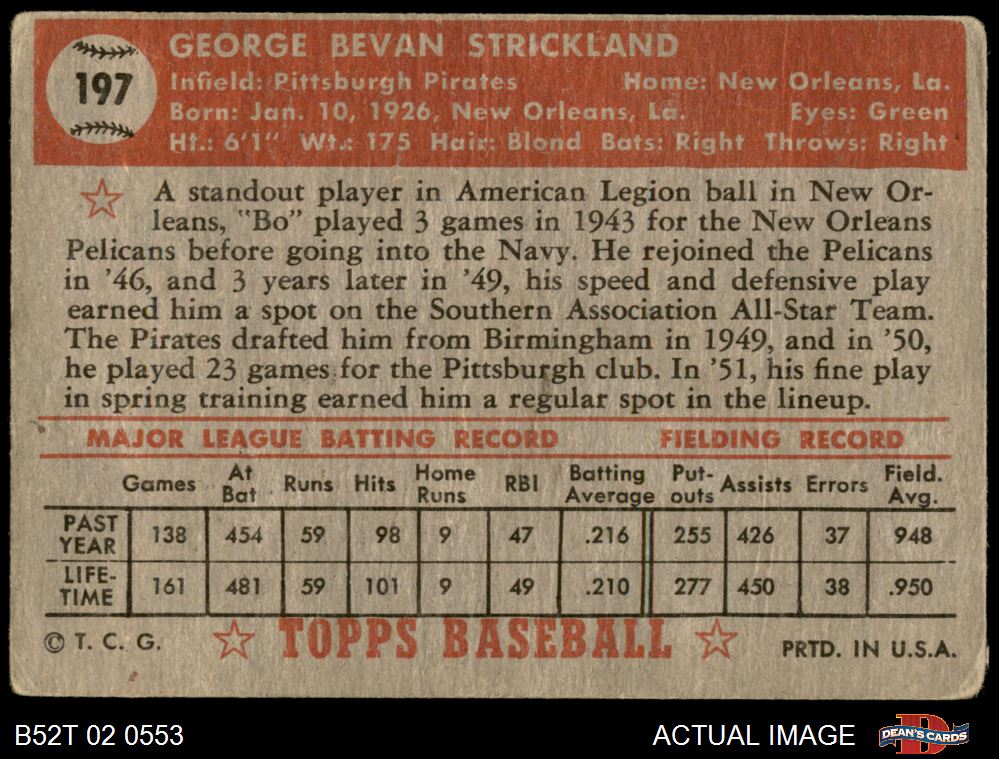 197
GEORGE BEVAN STRICKLAND
Infield: Pittsburgh Pirates Home: New Orleans, La.
Born: Jan. 10, 1926, New Orleans, La. Eyes: Green
Ht.: 6'1" Wt.: 175 Hair: Blond Bats: Right Throws: Right
A standout player in American Legion ball in New Or-
leans, "Bo" played 3 games in 1943 for the New Orleans
Pelicans before going into the Navy. He rejoined the Pelicans
in '46, and 3 years later in '49, his speed and defensive play
earned him a spot on the Southern Association All-Star Team.
The Pirates drafted him from Birmingham in 1949, and in '50,
he played 23 games for the Pittsburgh club. In '51, his fine play
in spring training earned him a regular spot in the lineup.
MAJOR LEAGUE BATTING RECORD FIELDING RECORD
Games At Bat Runs Hits Home Runs RBI Batting Average Put-outs Assists Errors Field. Avg.
PAST YEAR 138 454 59 98 9 47 .216 255 426 37 948
LIFE-TIME 161 481 59 101 9 49 .210 277 450 38 .950
© T. C. G. TOPPS BASEBALL PRTD. IN U.S.A.
B52T 02 0553 ACTUAL IMAGE DEAN'S CARDS